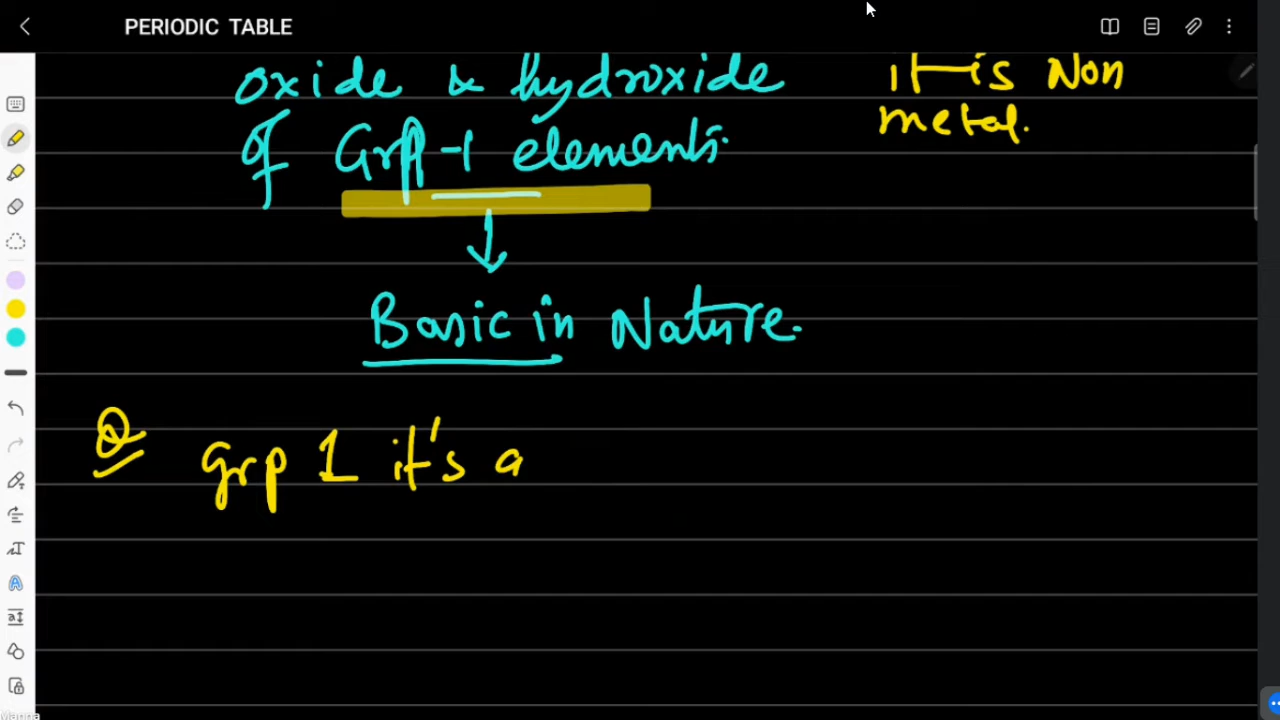 PERIODIC TABLE
oxide & hydroxide
of Grp-1 elements.
it is Non
metal.
Basic in Nature.
Q grp 1 it's a